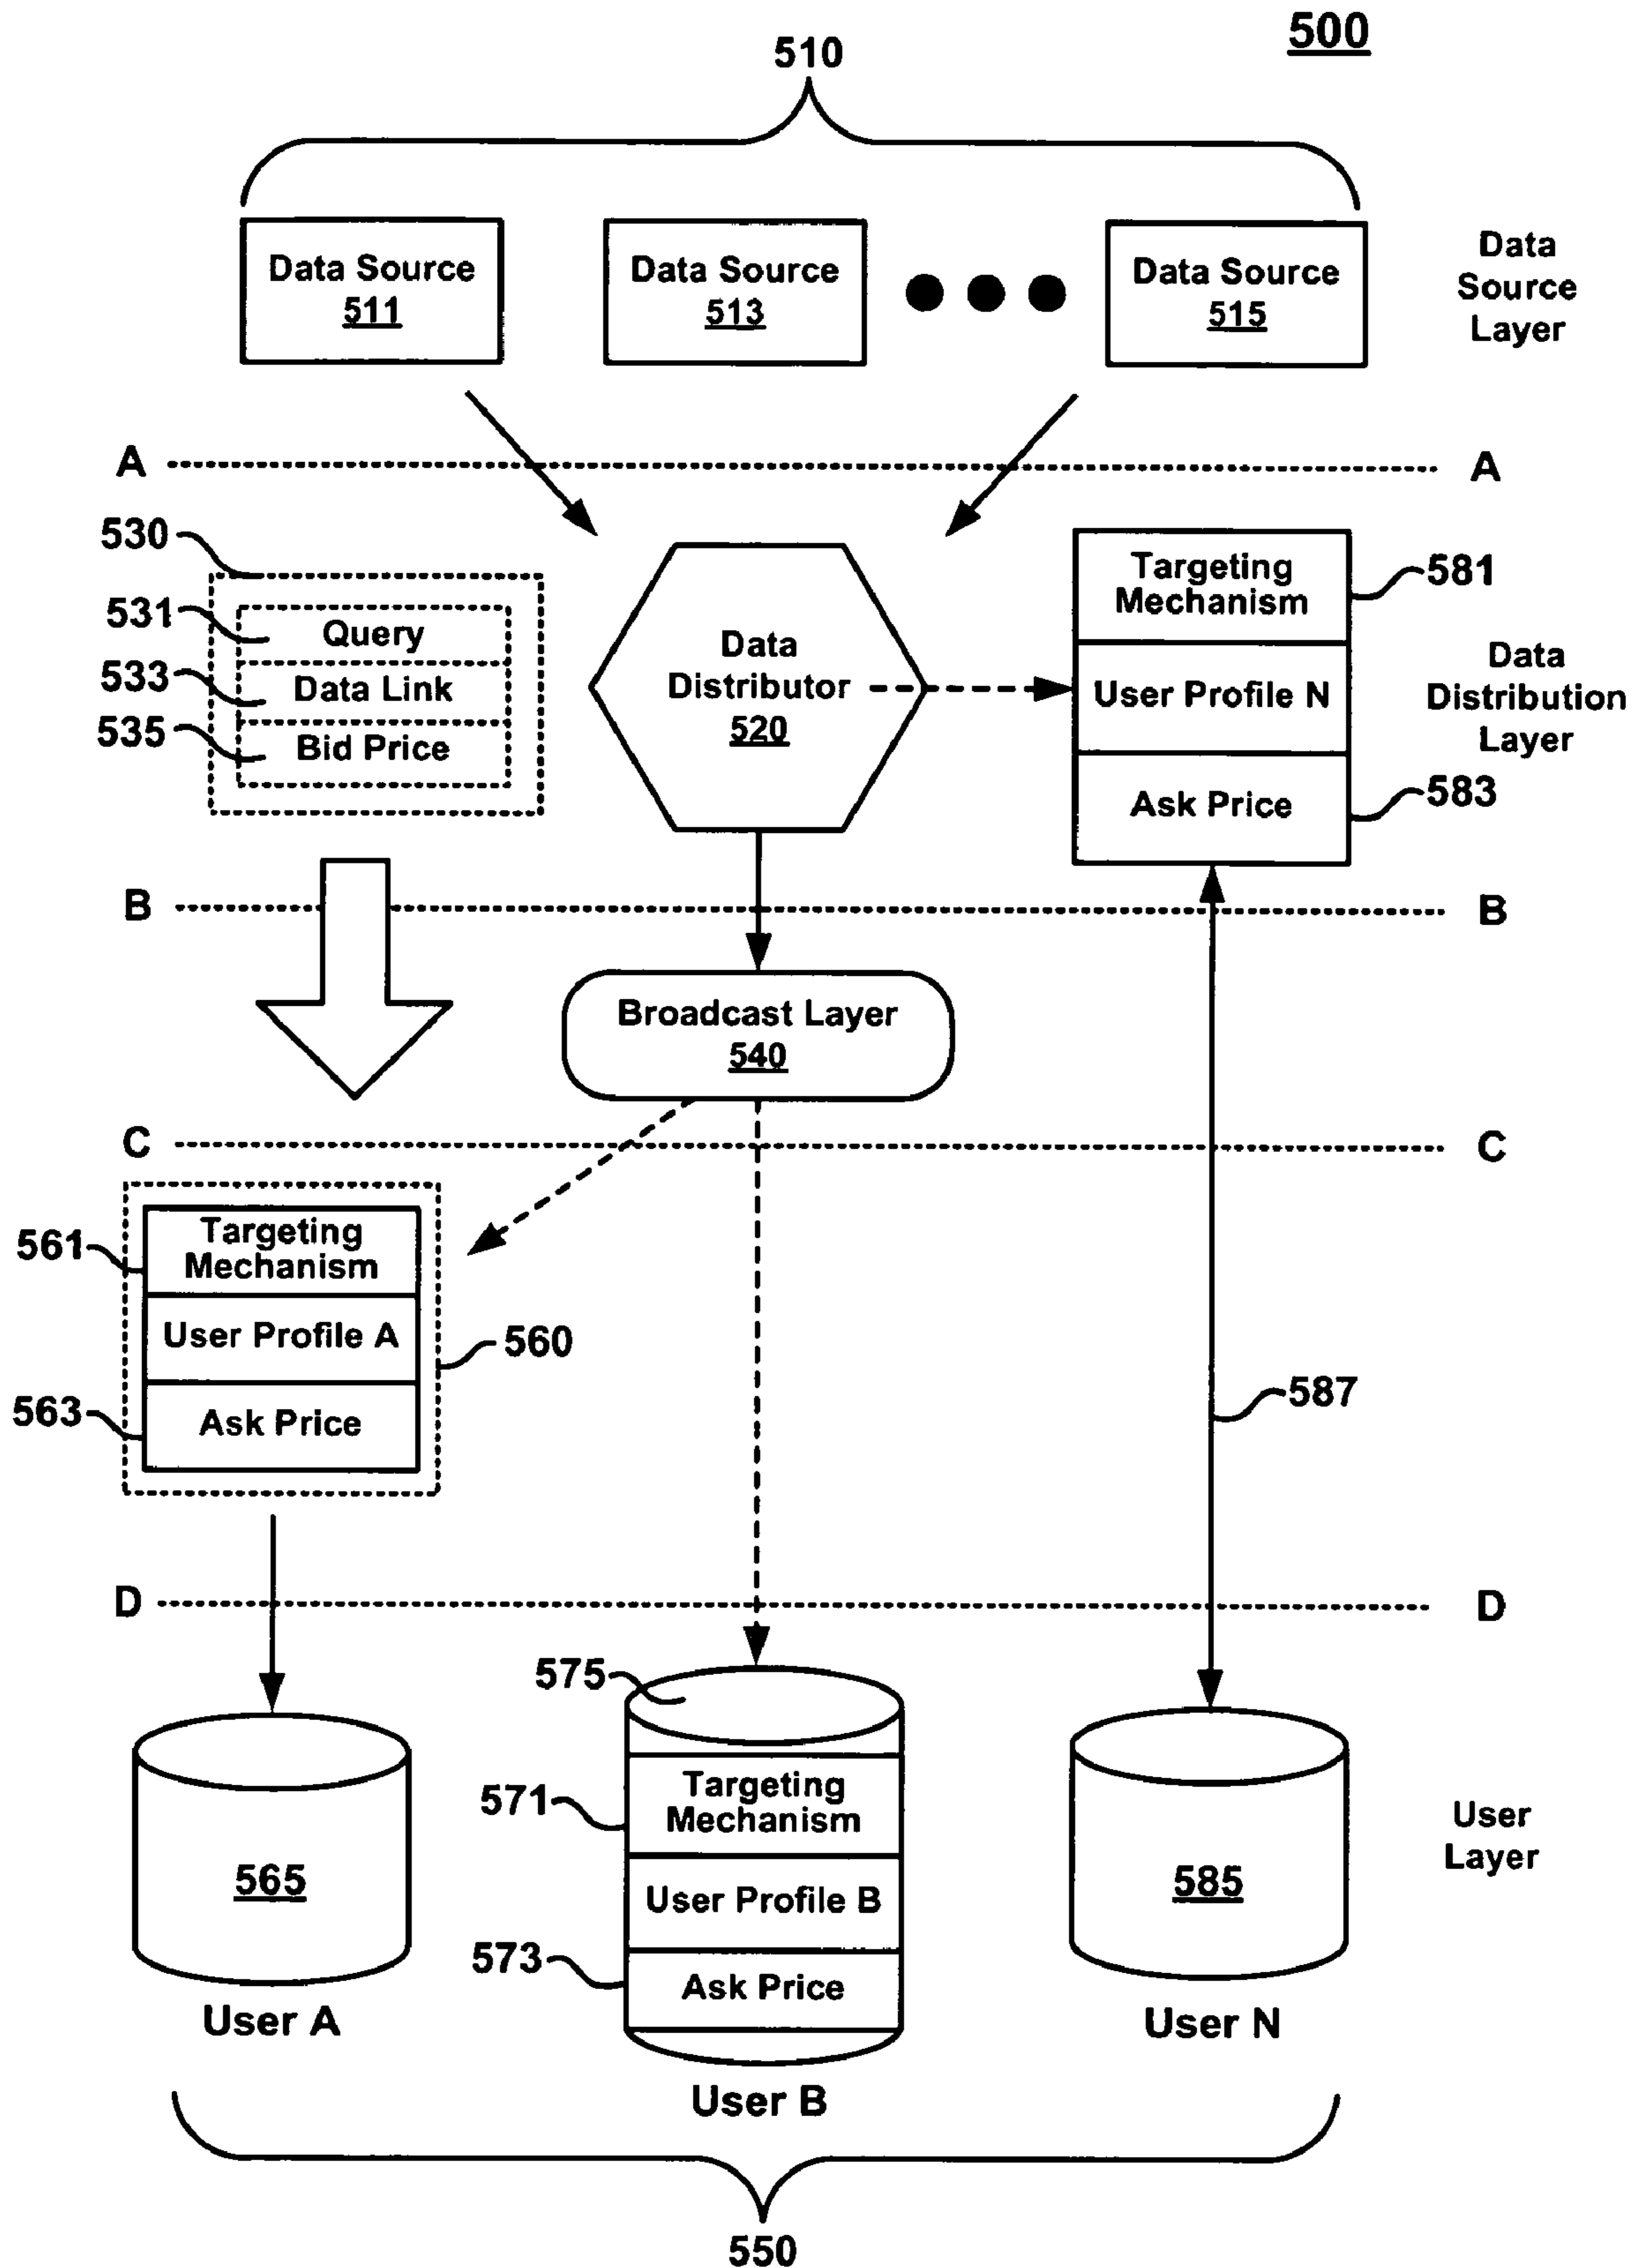 500
510
Data Source
511
Data Source
513
Data Source
515
Data
Source
Layer
A
A
530
531
Query
533
Data Link
535
Bid Price
Data
Distributor
520
Targeting
Mechanism
581
User Profile N
Ask Price
583
Data
Distribution
Layer
B
B
Broadcast Layer
540
C
C
561
Targeting
Mechanism
User Profile A
560
563
Ask Price
587
D
D
565
User A
575
571
Targeting
Mechanism
User Profile B
573
Ask Price
User B
585
User N
User
Layer
550